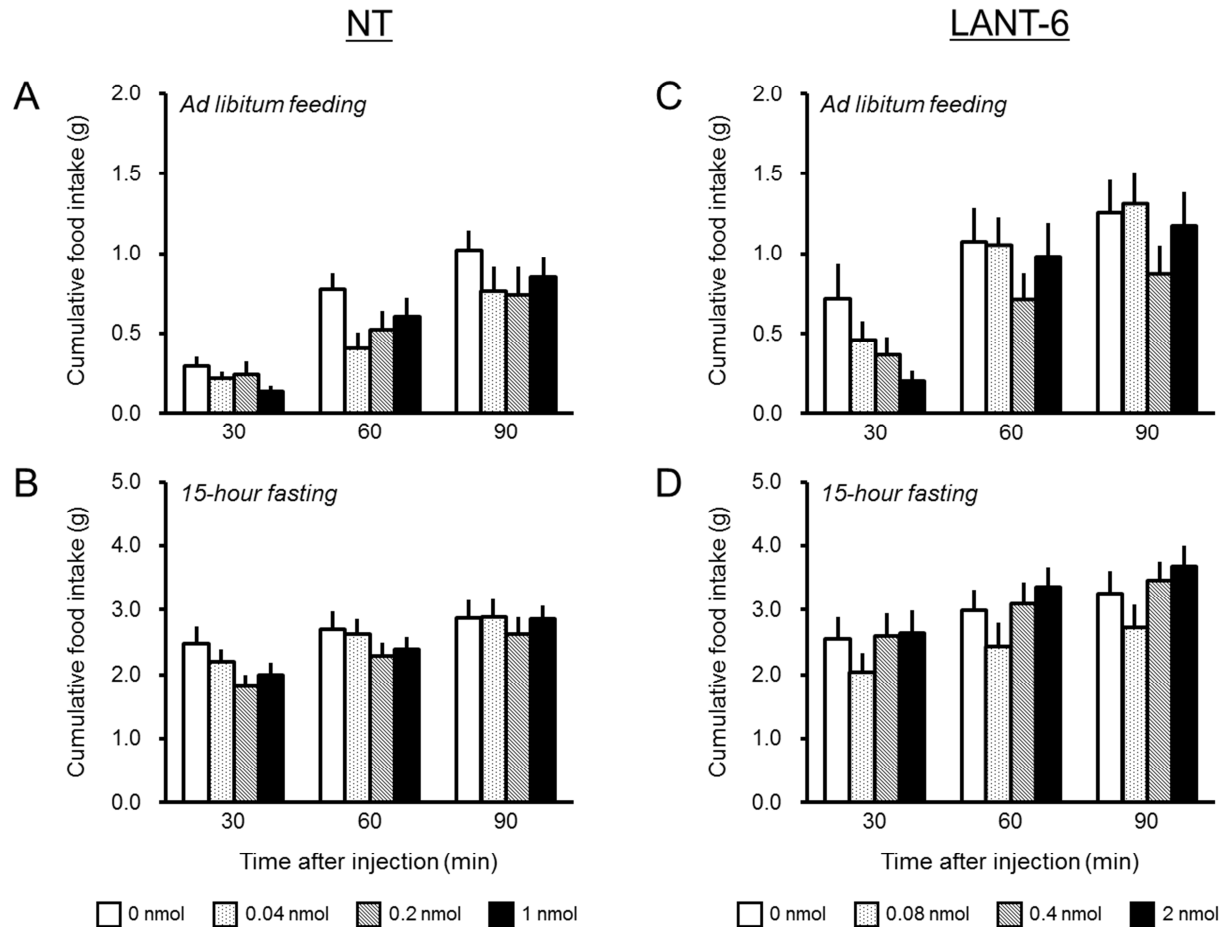 NT
LANT-6
A
Ad libitum feeding
Cumulative food intake (g)
2.0
1.5
1.0
0.5
0.0
30 60 90
C
Ad libitum feeding
Cumulative food intake (g)
2.0
1.5
1.0
0.5
0.0
30 60 90
B
15-hour fasting
Cumulative food intake (g)
5.0
4.0
3.0
2.0
1.0
0.0
30 60 90
Time after injection (min)
0 nmol 0.04 nmol 0.2 nmol 1 nmol
D
15-hour fasting
Cumulative food intake (g)
5.0
4.0
3.0
2.0
1.0
0.0
30 60 90
Time after injection (min)
0 nmol 0.08 nmol 0.4 nmol 2 nmol